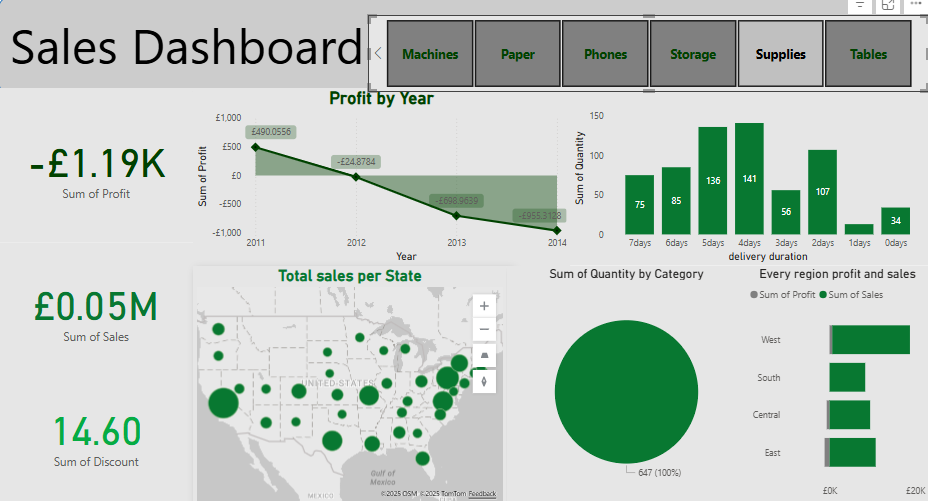 Sales Dashboard
Machines
Paper
Phones
Storage
Supplies
Tables
Profit by Year
£1,000
£500
£0
-£500
-£1,000
Sum of Profit
£490.0556
-£24.8784
-£698.9639
-£955.3128
2011
2012
2013
2014
Year
Sum of Quantity
150
100
50
0
75
85
136
141
56
107
34
7days
6days
5days
4days
3days
2days
1days
0days
delivery duration
-£1.19K
Sum of Profit
£0.05M
Sum of Sales
14.60
Sum of Discount
Total sales per State
UNITED STATES
Gulf of
Mexico
MEXICO
©2025 OSM ©2025 TomTom Feedback
Sum of Quantity by Category
647 (100%)
Every region profit and sales
Sum of Profit
Sum of Sales
West
South
Central
East
£0K
£20K